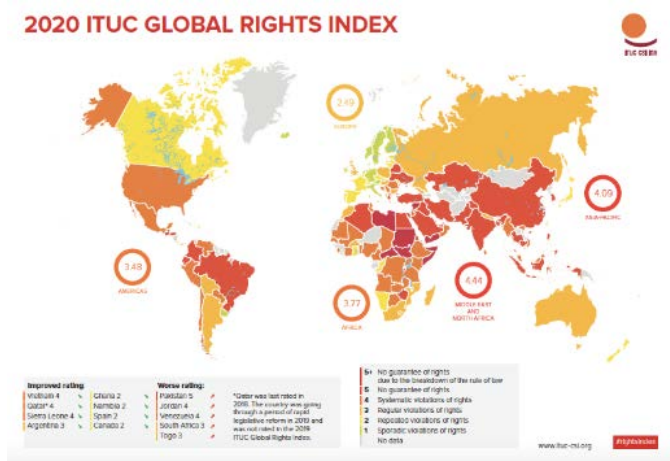 2020 ITUC GLOBAL RIGHTS INDEX
ITUC CSI IGB
2.49
EUROPE
4.09
ASIA-PACIFIC
3.48
AMERICAS
3.77
AFRICA
4.44
MIDDLE EAST
AND
NORTH AFRICA
Improved rating:
Vietnam 4
Qatar* 4
Sierra Leone 4
Argentina 3
Ghana 2
Namibia 2
Spain 2
Canada 2
Worse rating:
Pakistan 5
Jordan 4
Venezuela 4
South Africa 3
Togo 3
*Qatar was last rated in
2018. The country was going
through a period of rapid
legislative reform in 2019 and
was not rated in the 2019
ITUC Global Rights Index.
5+ No guarantee of rights
due to the breakdown of the rule of law
5 No guarantee of rights
4 Systematic violations of rights
3 Regular violations of rights
2 Repeated violations of rights
1 Sporadic violations of rights
No data
www.ituc-csi.org
#rightsindex